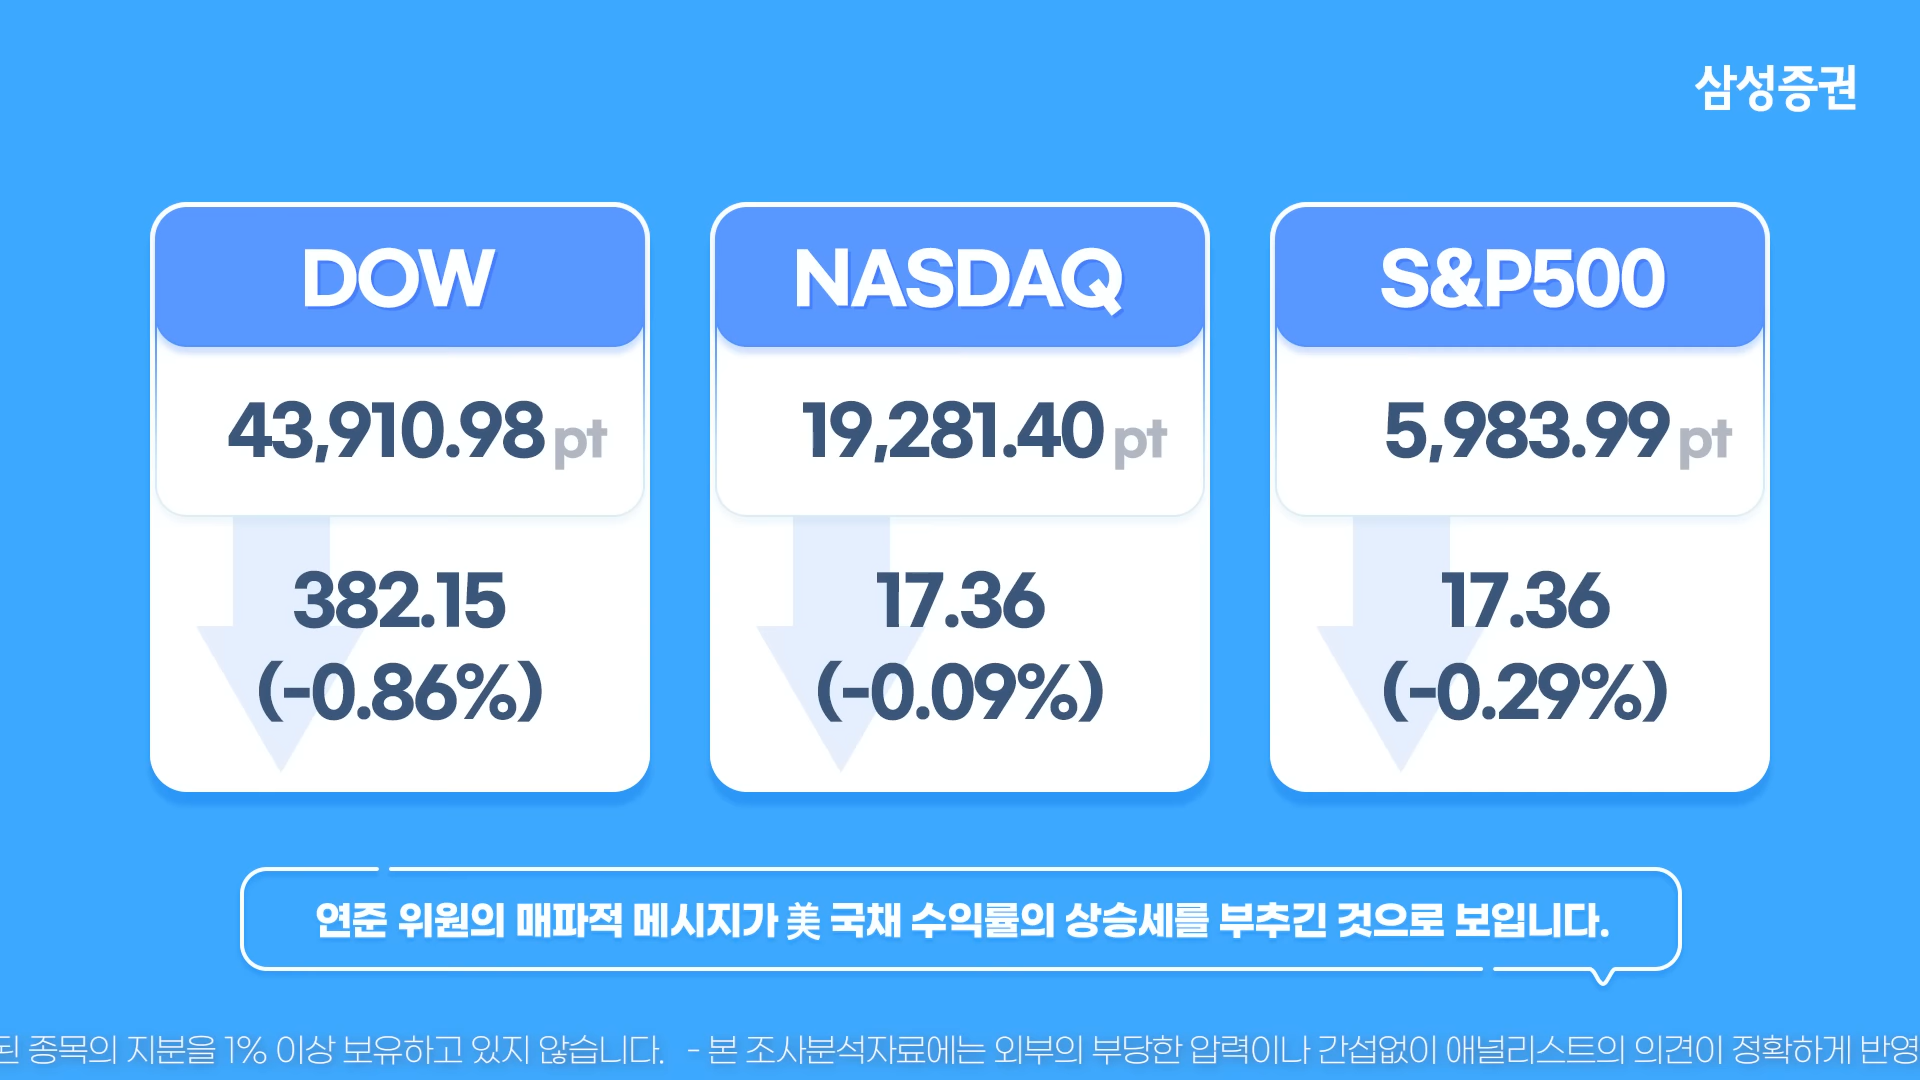 삼성증권
DOW
43,910.98 pt
382.15
(-0.86%)
NASDAQ
19,281.40 pt
17.36
(-0.09%)
S&P500
5,983.99 pt
17.36
(-0.29%)
연준 위원의 매파적 메시지가 美 국채 수익률의 상승세를 부추긴 것으로 보입니다.
된 종목의 지분을 1% 이상 보유하고 있지 않습니다. - 본 조사분석자료에는 외부의 부당한 압력이나 간섭없이 애널리스트의 의견이 정확하게 반영